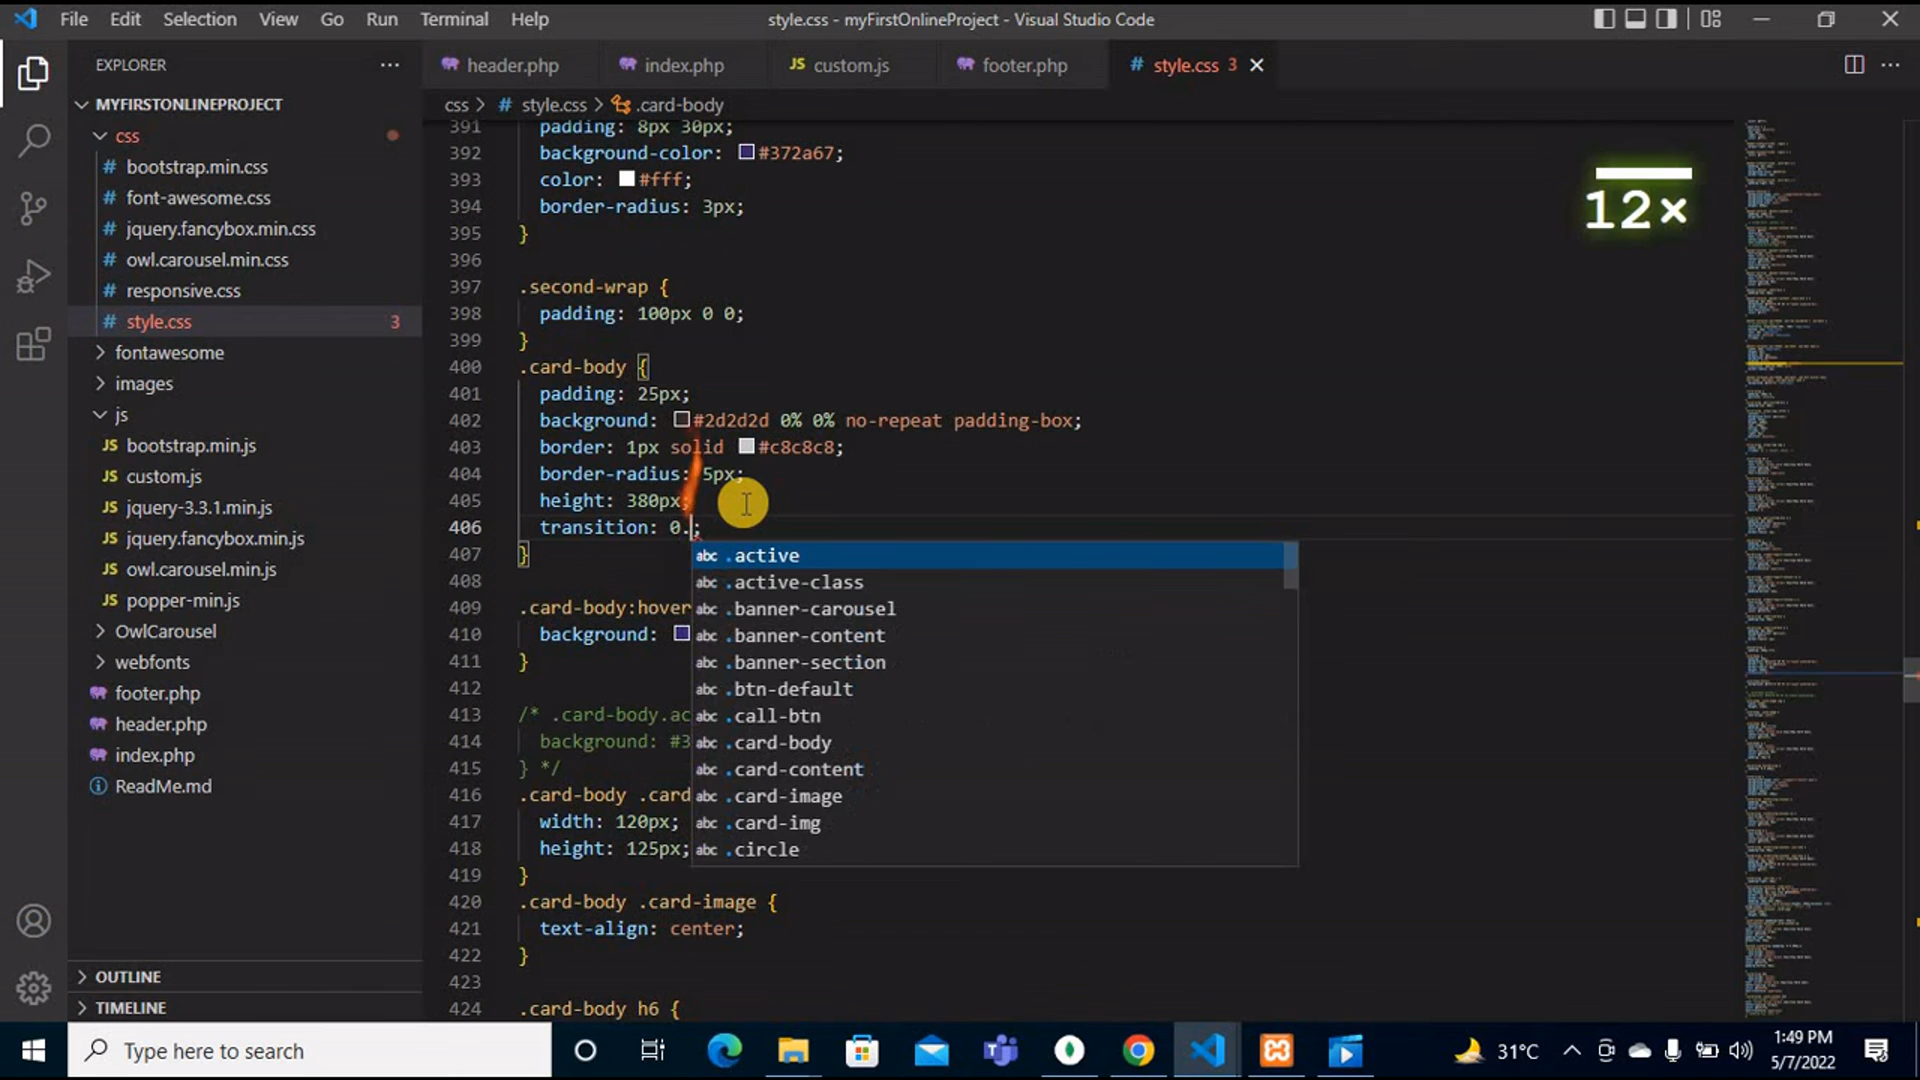 File Edit Selection View Go Run Terminal Help
style.css - myFirstOnlineProject - Visual Studio Code
EXPLORER
header.php
index.php
JS custom.js
footer.php
# style.css 3
MYFIRSTONLINEPROJECT
css > # style.css > .card-body
css
# bootstrap.min.css
# font-awesome.css
# jquery.fancybox.min.css
# owl.carousel.min.css
# responsive.css
# style.css 3
fontawesome
images
js
JS bootstrap.min.js
JS custom.js
JS jquery-3.3.1.min.js
JS jquery.fancybox.min.js
JS owl.carousel.min.js
JS popper-min.js
OwlCarousel
webfonts
footer.php
header.php
index.php
ReadMe.md
OUTLINE
TIMELINE
391 padding: 8px 30px;
392 background-color: #372a67;
393 color: #fff;
394 border-radius: 3px;
395 }
396
397 .second-wrap {
398 padding: 100px 0 0;
399 }
400 .card-body {
401 padding: 25px;
402 background: #2d2d2d 0% 0% no-repeat padding-box;
403 border: 1px solid #c8c8c8;
404 border-radius: 5px;
405 height: 380px;
406 transition: 0.;
407 }
408
409 .card-body:hover
410 background:
411 }
412
413 /* .card-body.ac
414 background: #3
415 } */
416 .card-body .card
417 width: 120px;
418 height: 125px;
419 }
420 .card-body .card-image {
421 text-align: center;
422 }
423
424 .card-body h6 {
abc .active
abc .active-class
abc .banner-carousel
abc .banner-content
abc .banner-section
abc .btn-default
abc .call-btn
abc .card-body
abc .card-content
abc .card-image
abc .card-img
abc .circle
12×
Type here to search
31°C
1:49 PM
5/7/2022